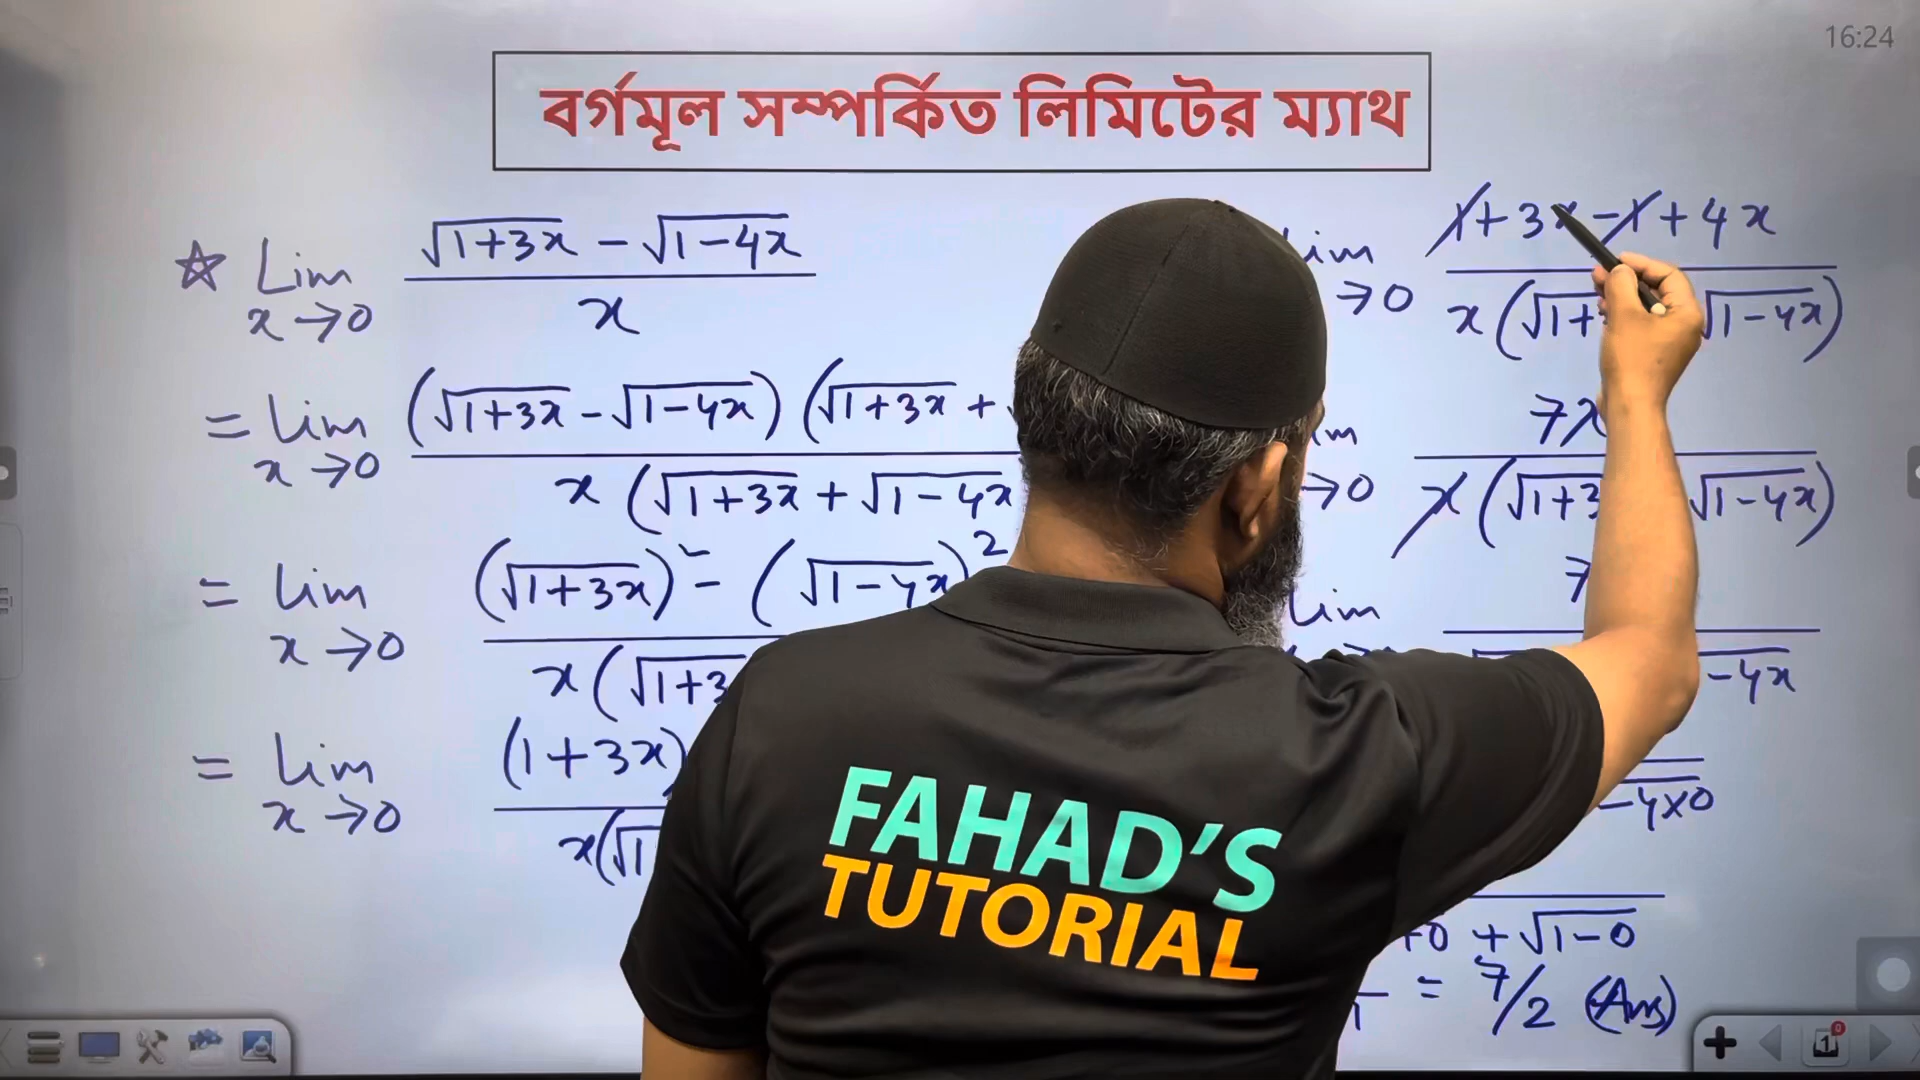 16:24
বর্গমূল সম্পর্কিত লিমিটের ম্যাথ
☆ Lim x→0 (√(1+3x) − √(1−4x)) / x
= Lim x→0 (√(1+3x) − √(1−4x)) (√(1+3x) + / x (√(1+3x) + √(1−4x)
= Lim x→0 (√(1+3x))² − (√(1−4x))² / x (√(1+3
= Lim x→0 (1+3x) / x(√1
lim →0 1+3x−1+4x / x(√1+ √(1−4x))
→0 7x / x(√1+3 √(1−4x))
Lim 7 / −4x
−4×0
+0 + √(1−0)
= 7/2 (Ans)
FAHAD'S
TUTORIAL
1
0